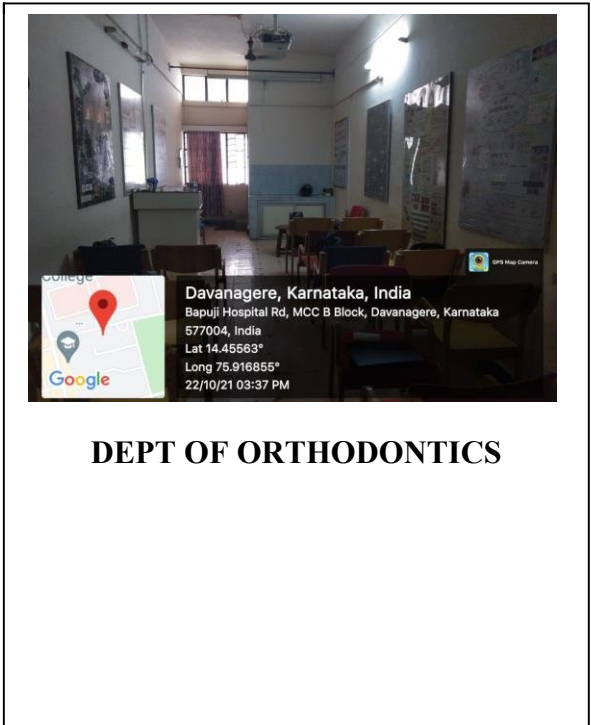 College
GPS Map Camera
Google
Davanagere, Karnataka, India
Bapuji Hospital Rd, MCC B Block, Davanagere, Karnataka
577004, India
Lat 14.45563°
Long 75.916855°
22/10/21 03:37 PM
DEPT OF ORTHODONTICS